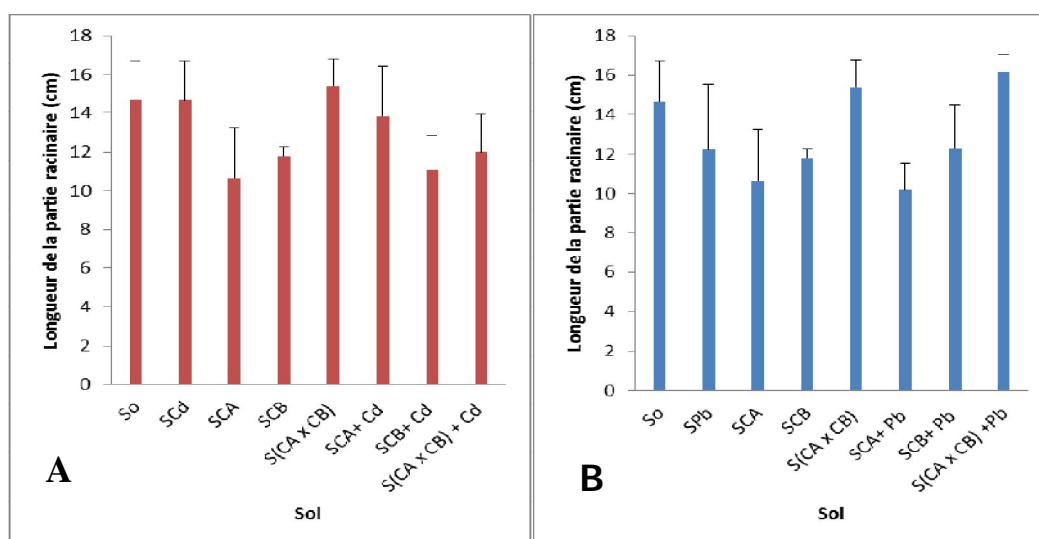 18
16
14
12
10
8
6
4
2
0
Longueur de la partie racinaire (cm)
So
SCd
SCA
SCB
S(CA x CB)
SCA+ Cd
SCB+ Cd
S(CA x CB) + Cd
A
Sol
18
16
14
12
10
8
6
4
2
0
Longueur de la partie racinaire (cm)
So
SPb
SCA
SCB
S(CA x CB)
SCA+ Pb
SCB+ Pb
S(CA x CB) +Pb
B
Sol